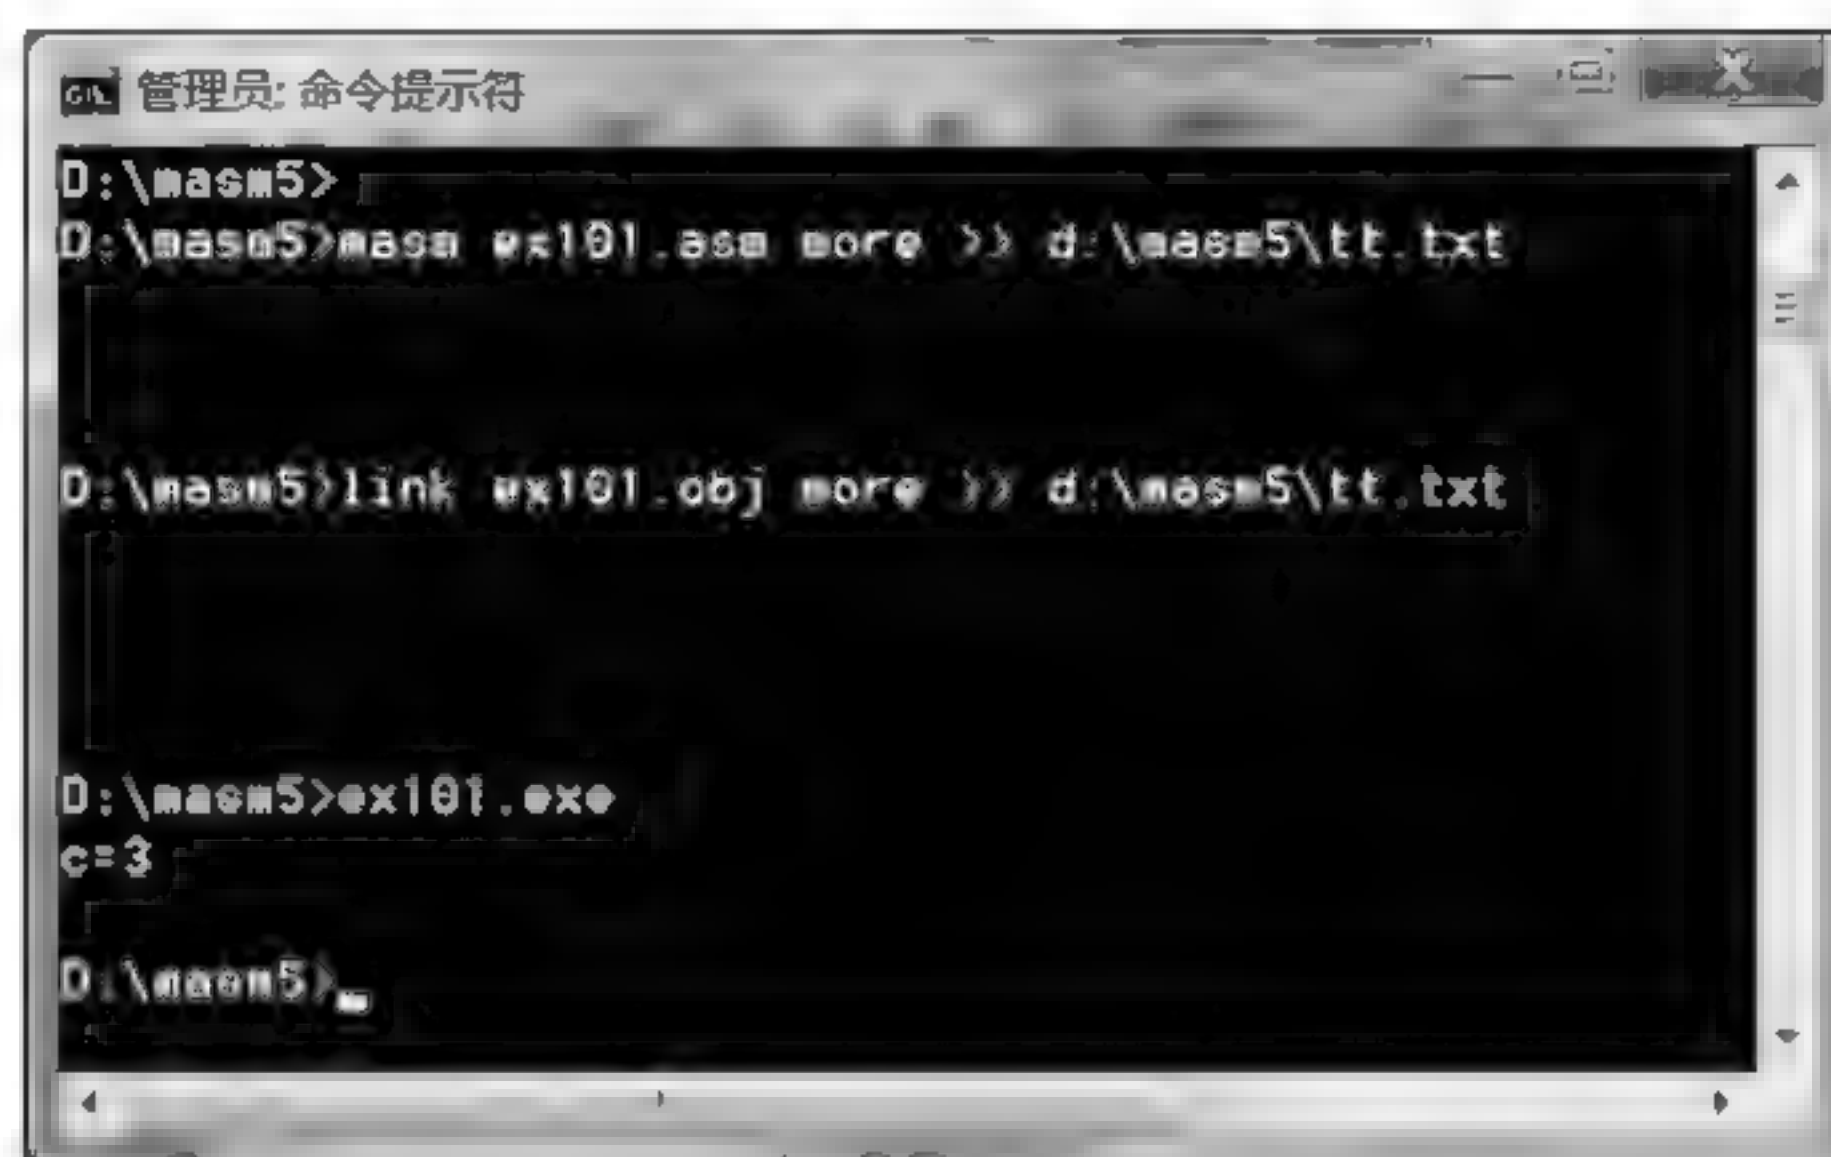 管理员: 命令提示符
D:\masm5>
D:\masm5>masm ex101.asm more >> d:\masm5\tt.txt
D:\masm5>link ex101.obj more >> d:\masm5\tt.txt
D:\masm5>ex101.exe
c=3
D:\masm5>_